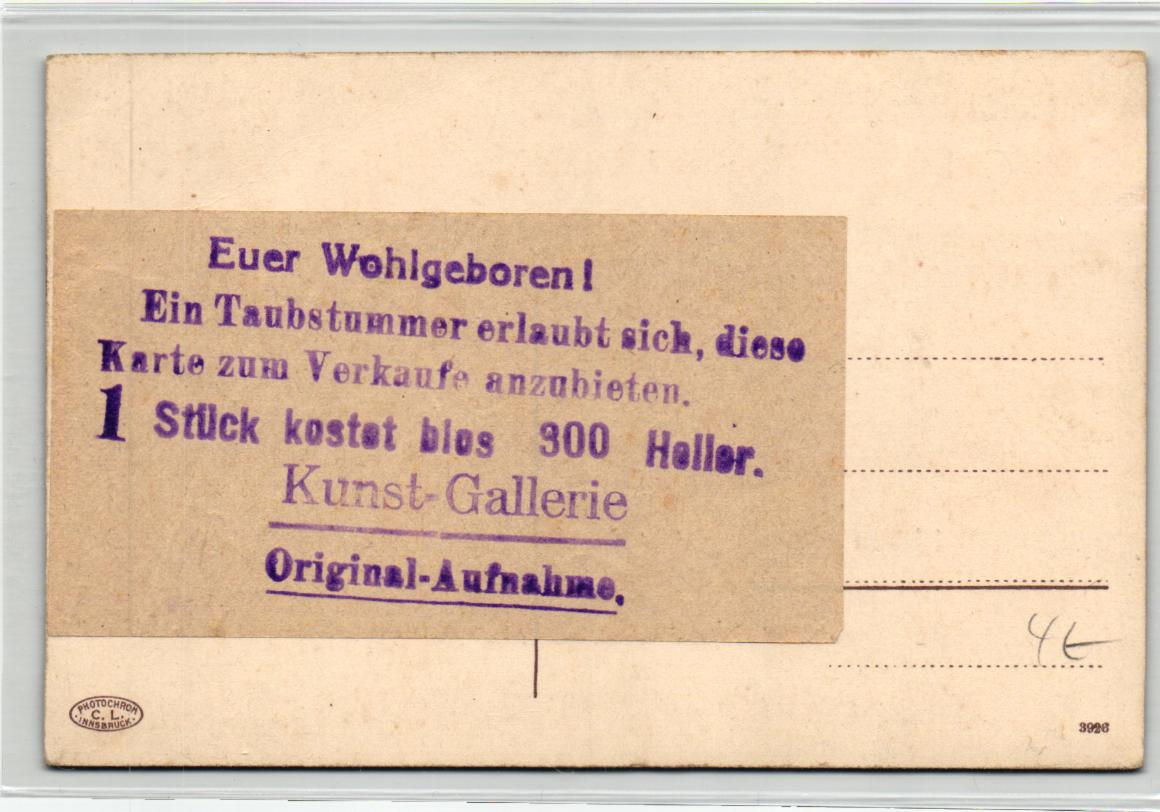 Euer Wohlgeboren!
Ein Taubstummer erlaubt sich, diese
Karte zum Verkaufe anzubieten.
1 Stück kostet blos 300 Heller.
Kunst-Gallerie
Original-Aufnahme.
PHOTOCHROM
C. L.
INNSBRUCK
3926